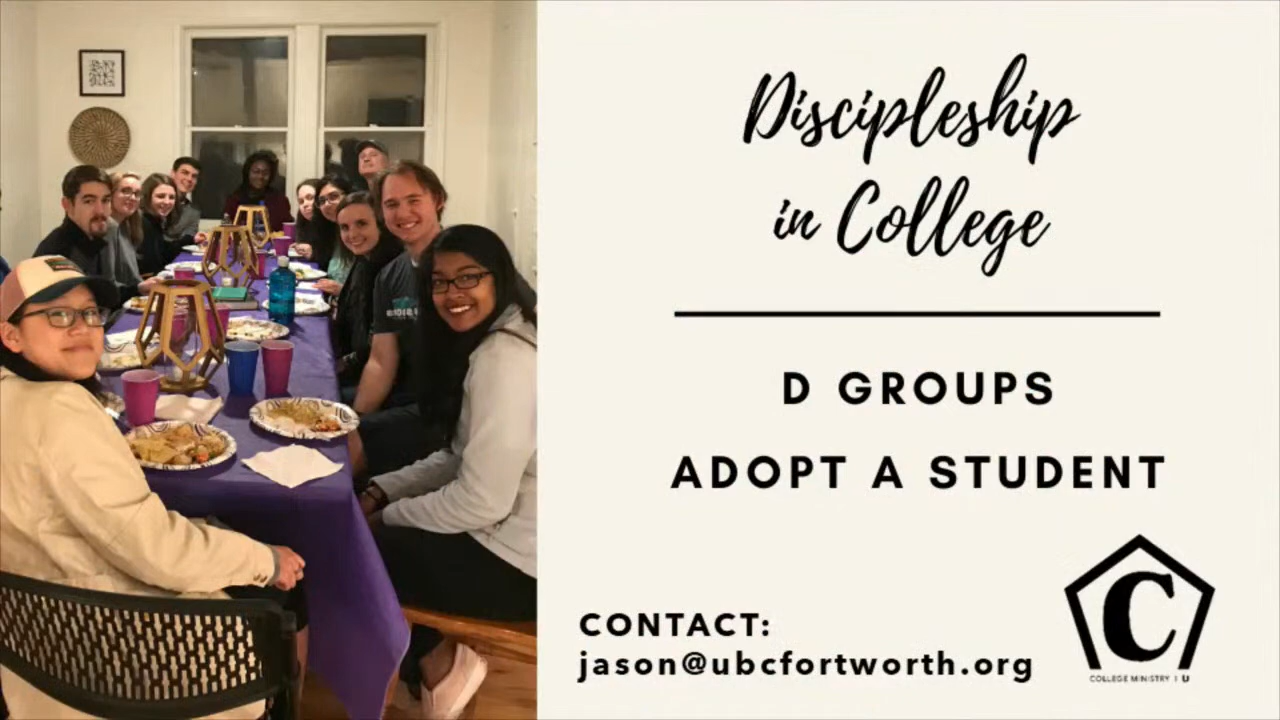 Discipleship
in College
D GROUPS
ADOPT A STUDENT
CONTACT:
jason@ubcfortworth.org
C
COLLEGE MINISTRY | U